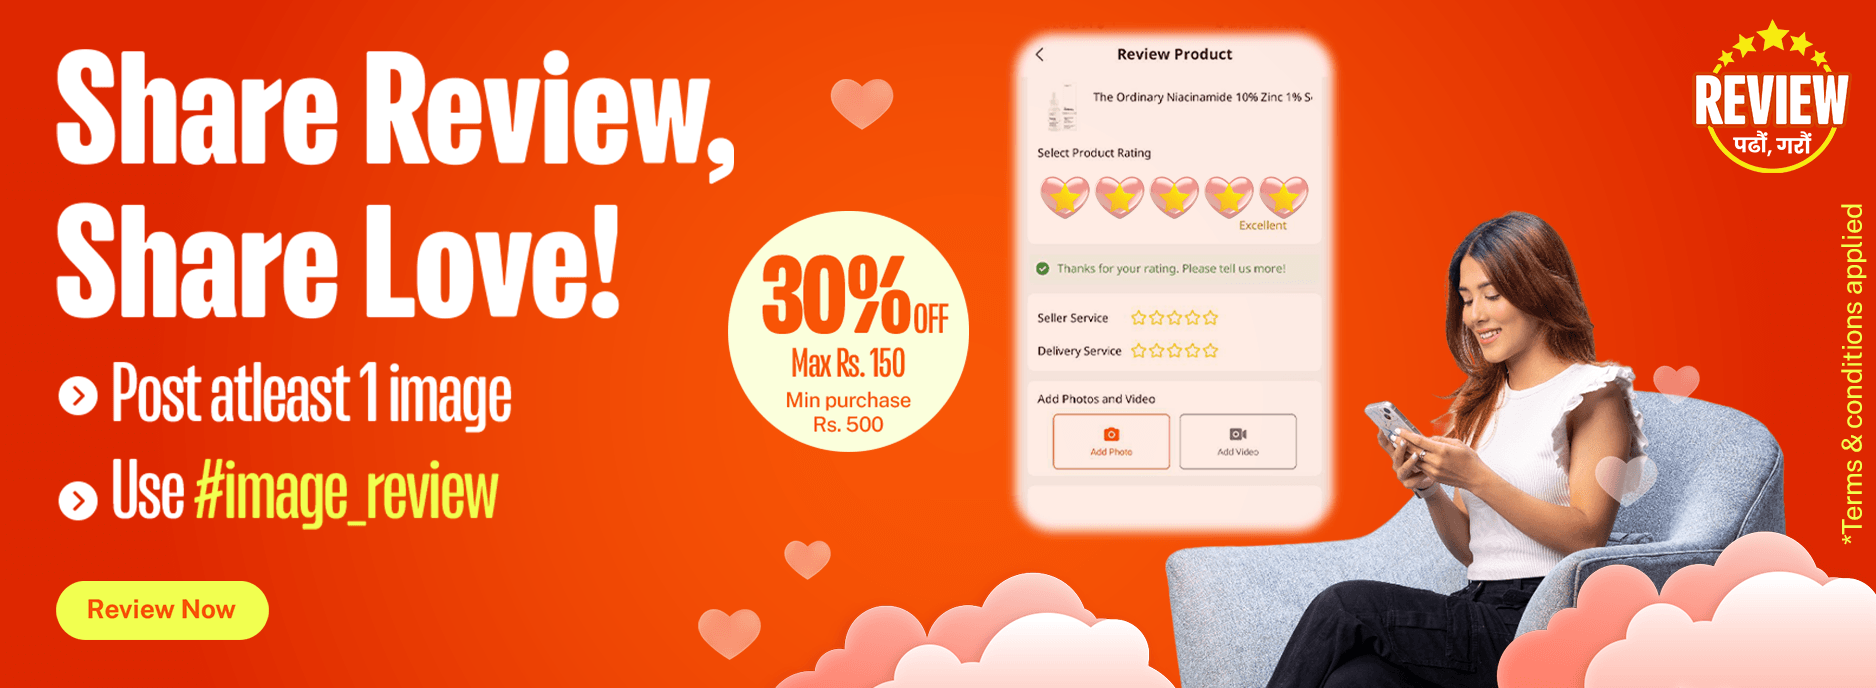 Share Review,
Share Love!
Post atleast 1 image
Use #image_review
Review Now
30% OFF
Max Rs. 150
Min purchase
Rs. 500
Review Product
The Ordinary Niacinamide 10% Zinc 1% S
Select Product Rating
Excellent
Thanks for your rating. Please tell us more!
Seller Service
Delivery Service
Add Photos and Video
Add Photo
Add Video
REVIEW
पढौं, गरौं
*Terms & conditions applied